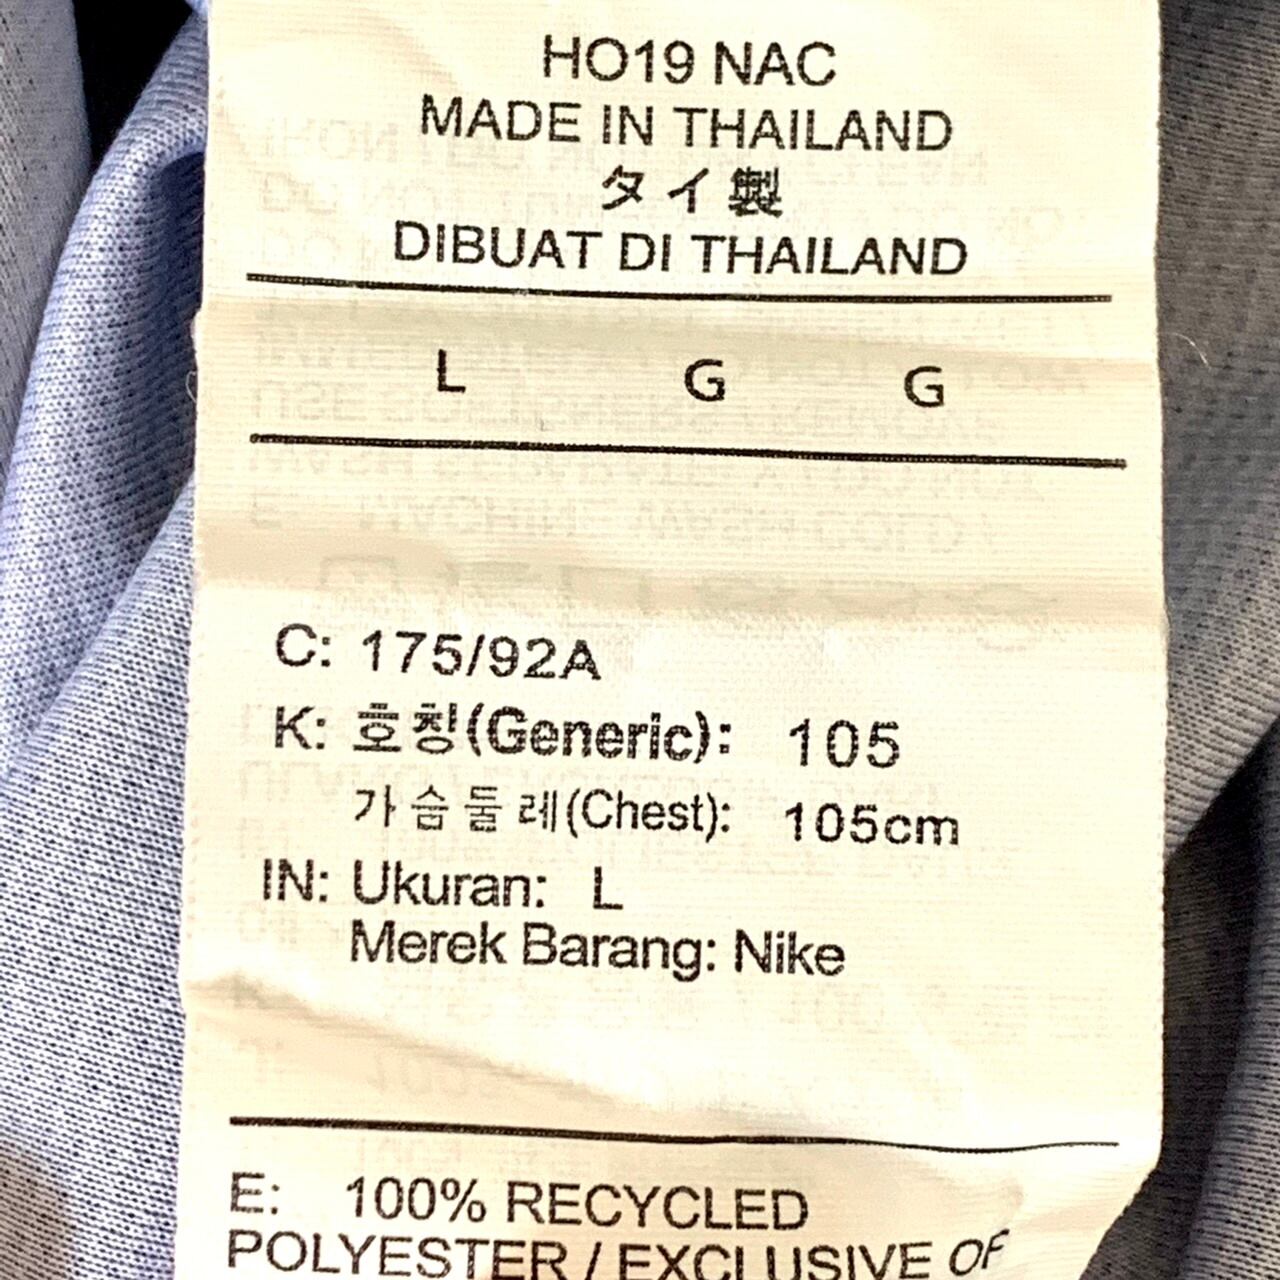 HO19 NAC
MADE IN THAILAND
タイ製
DIBUAT DI THAILAND
L G G
C: 175/92A
K: 호칭(Generic): 105
가슴둘레(Chest): 105cm
IN: Ukuran: L
Merek Barang: Nike
E: 100% RECYCLED
POLYESTER / EXCLUSIVE OF